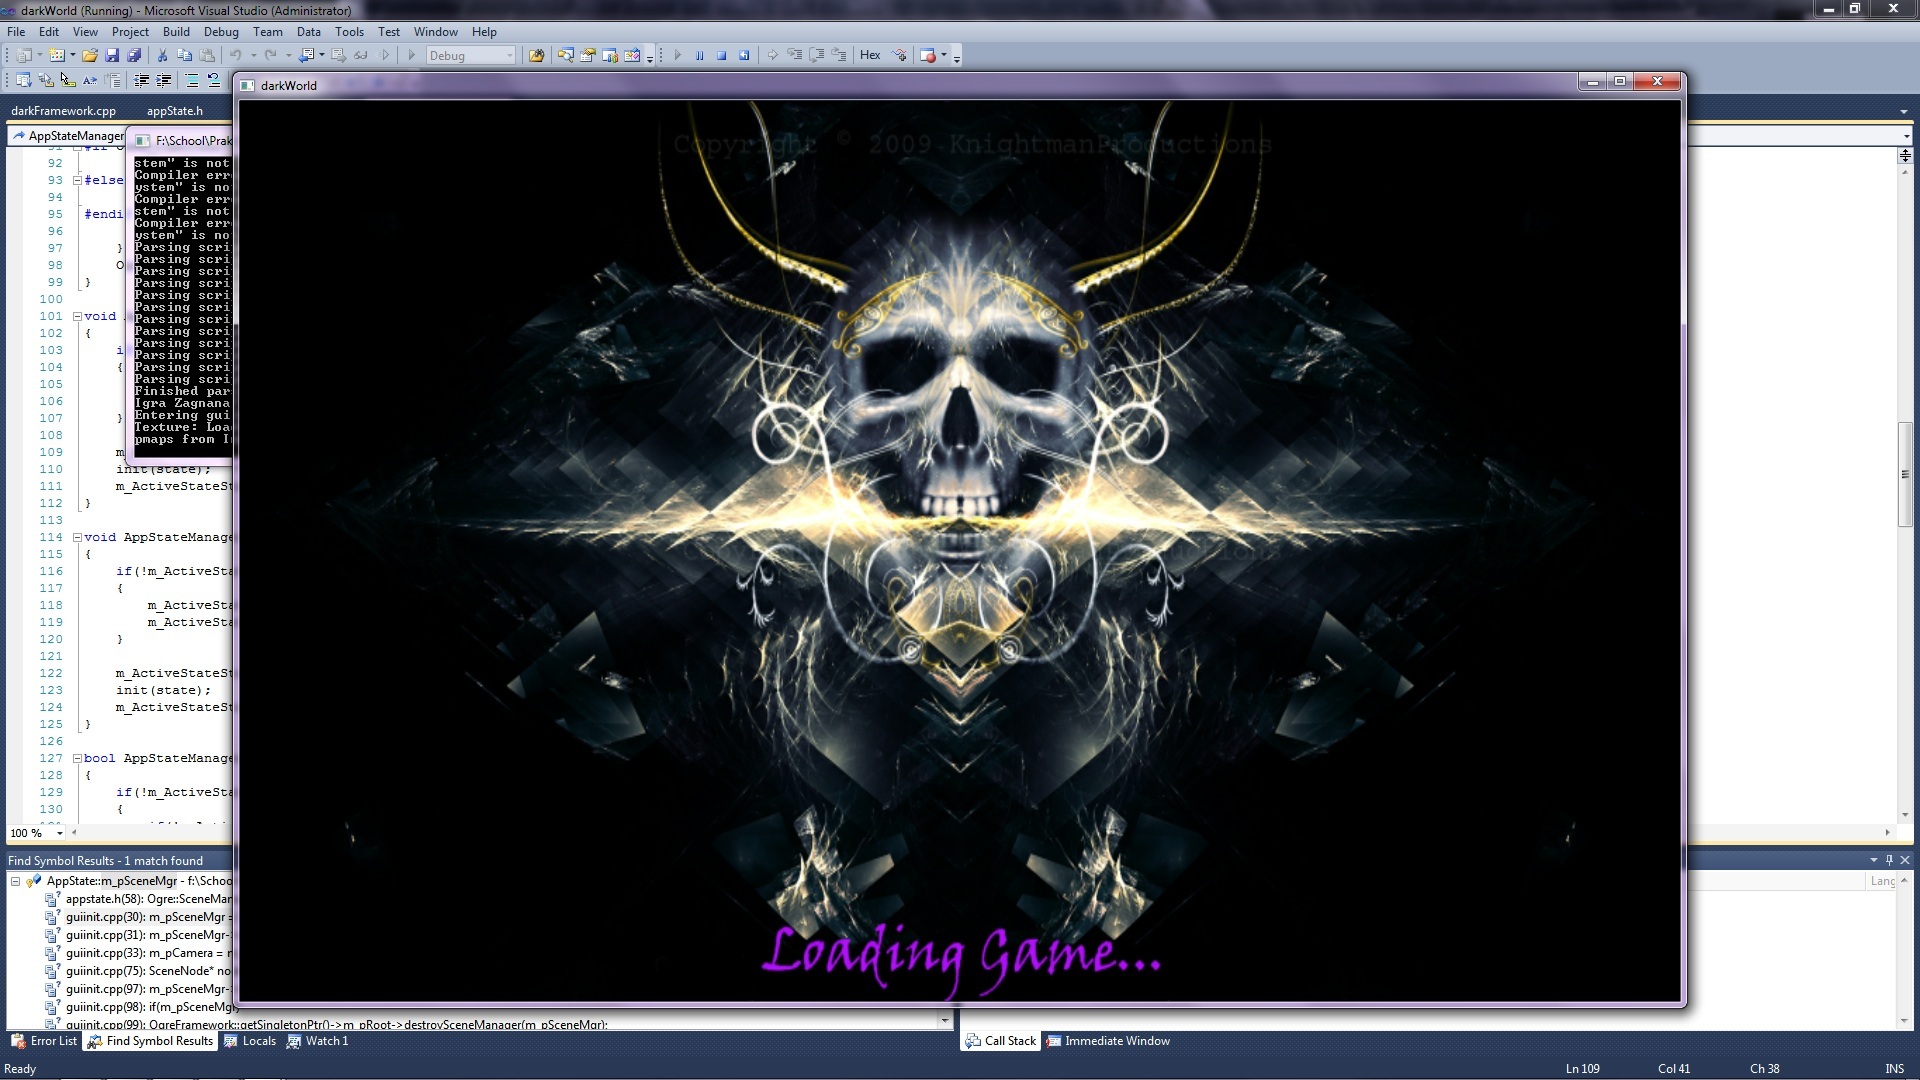 darkWorld (Running) - Microsoft Visual Studio (Administrator)
File Edit View Project Build Debug Team Data Tools Test Window Help
Debug
Hex
darkWorld
darkFramework.cpp appState.h
AppStateManager
F:\School\Prak
Copyright © 2009 KnightmanProductions
91 #if
92
93 #else
94
95 #endi
96
97 }
98 O
99 }
100
101 void
102 {
103 i
104 {
105
106
107 }
108
109 m_
110 init(state);
111 m_ActiveStateSt
112 }
113
114 void AppStateManage
115 {
116 if(!m_ActiveSta
117 {
118 m_ActiveSta
119 m_ActiveSta
120 }
121
122 m_ActiveStateSt
123 init(state);
124 m_ActiveStateSt
125 }
126
127 bool AppStateManage
128 {
129 if(!m_ActiveSta
130 {
stem" is not
Compiler err
ystem" is no
Compiler err
stem" is not
Compiler err
ystem" is no
Parsing scri
Parsing scri
Parsing scri
Parsing scri
Parsing scri
Parsing scri
Parsing scri
Parsing scri
Parsing scri
Parsing scri
Parsing scri
Parsing scri
Finished par
Igra Zagnana
Entering gui
Texture: Loa
pmaps from I
Loading Game...
100 %
Find Symbol Results - 1 match found
AppState::m_pSceneMgr - f:\Schoo
appstate.h(58): Ogre::SceneMan
guiinit.cpp(30): m_pSceneMgr =
guiinit.cpp(31): m_pSceneMgr-
guiinit.cpp(33): m_pCamera = 
guiinit.cpp(75): SceneNode* no
guiinit.cpp(97): m_pSceneMgr-
guiinit.cpp(98): if(m_pSceneMgr
guiinit.cpp(99): OgreFramework::getSingletonPtr()->m_pRoot->destroySceneManager(m_pSceneMgr);
Lang
Error List Find Symbol Results Locals Watch 1 Call Stack Immediate Window
Ready Ln 109 Col 41 Ch 38 INS